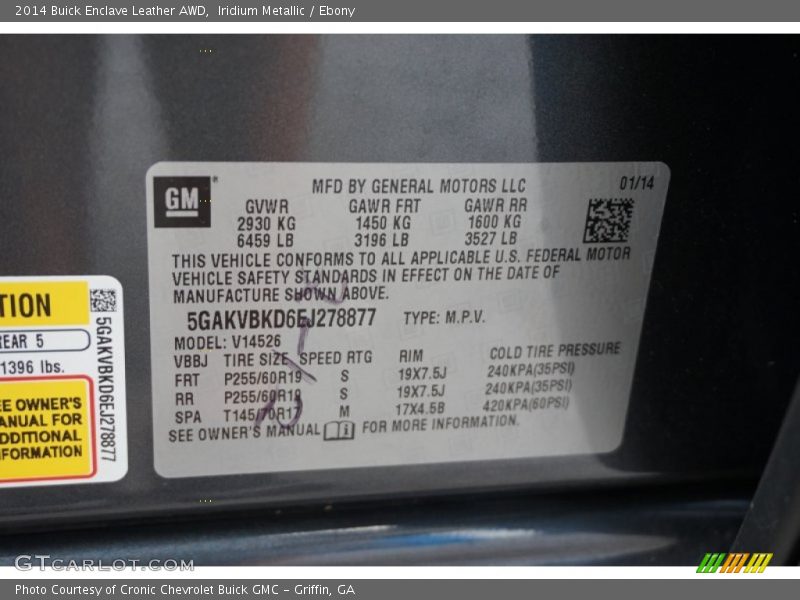 2014 Buick Enclave Leather AWD,  Iridium Metallic / Ebony
MFD BY GENERAL MOTORS LLC 01/14
GM
GVWR GAWR FRT GAWR RR
2930 KG 1450 KG 1600 KG
6459 LB 3196 LB 3527 LB
THIS VEHICLE CONFORMS TO ALL APPLICABLE U.S. FEDERAL MOTOR
VEHICLE SAFETY STANDARDS IN EFFECT ON THE DATE OF
MANUFACTURE SHOWN ABOVE.
5GAKVBKD6EJ278877 TYPE: M.P.V.
MODEL: V14526
VBBJ TIRE SIZE SPEED RTG RIM COLD TIRE PRESSURE
FRT P255/60R19 S 19X7.5J 240KPA(35PSI)
RR P255/60R19 S 19X7.5J 240KPA(35PSI)
SPA T145/70R17 M 17X4.5B 420KPA(60PSI)
SEE OWNER'S MANUAL FOR MORE INFORMATION.
TION
REAR 5
1396 lbs.
EE OWNER'S
ANUAL FOR
DDITIONAL
FORMATION
5GAKVBKD6EJ278877
GTCARLOT.COM
Photo Courtesy of Cronic Chevrolet Buick GMC - Griffin, GA